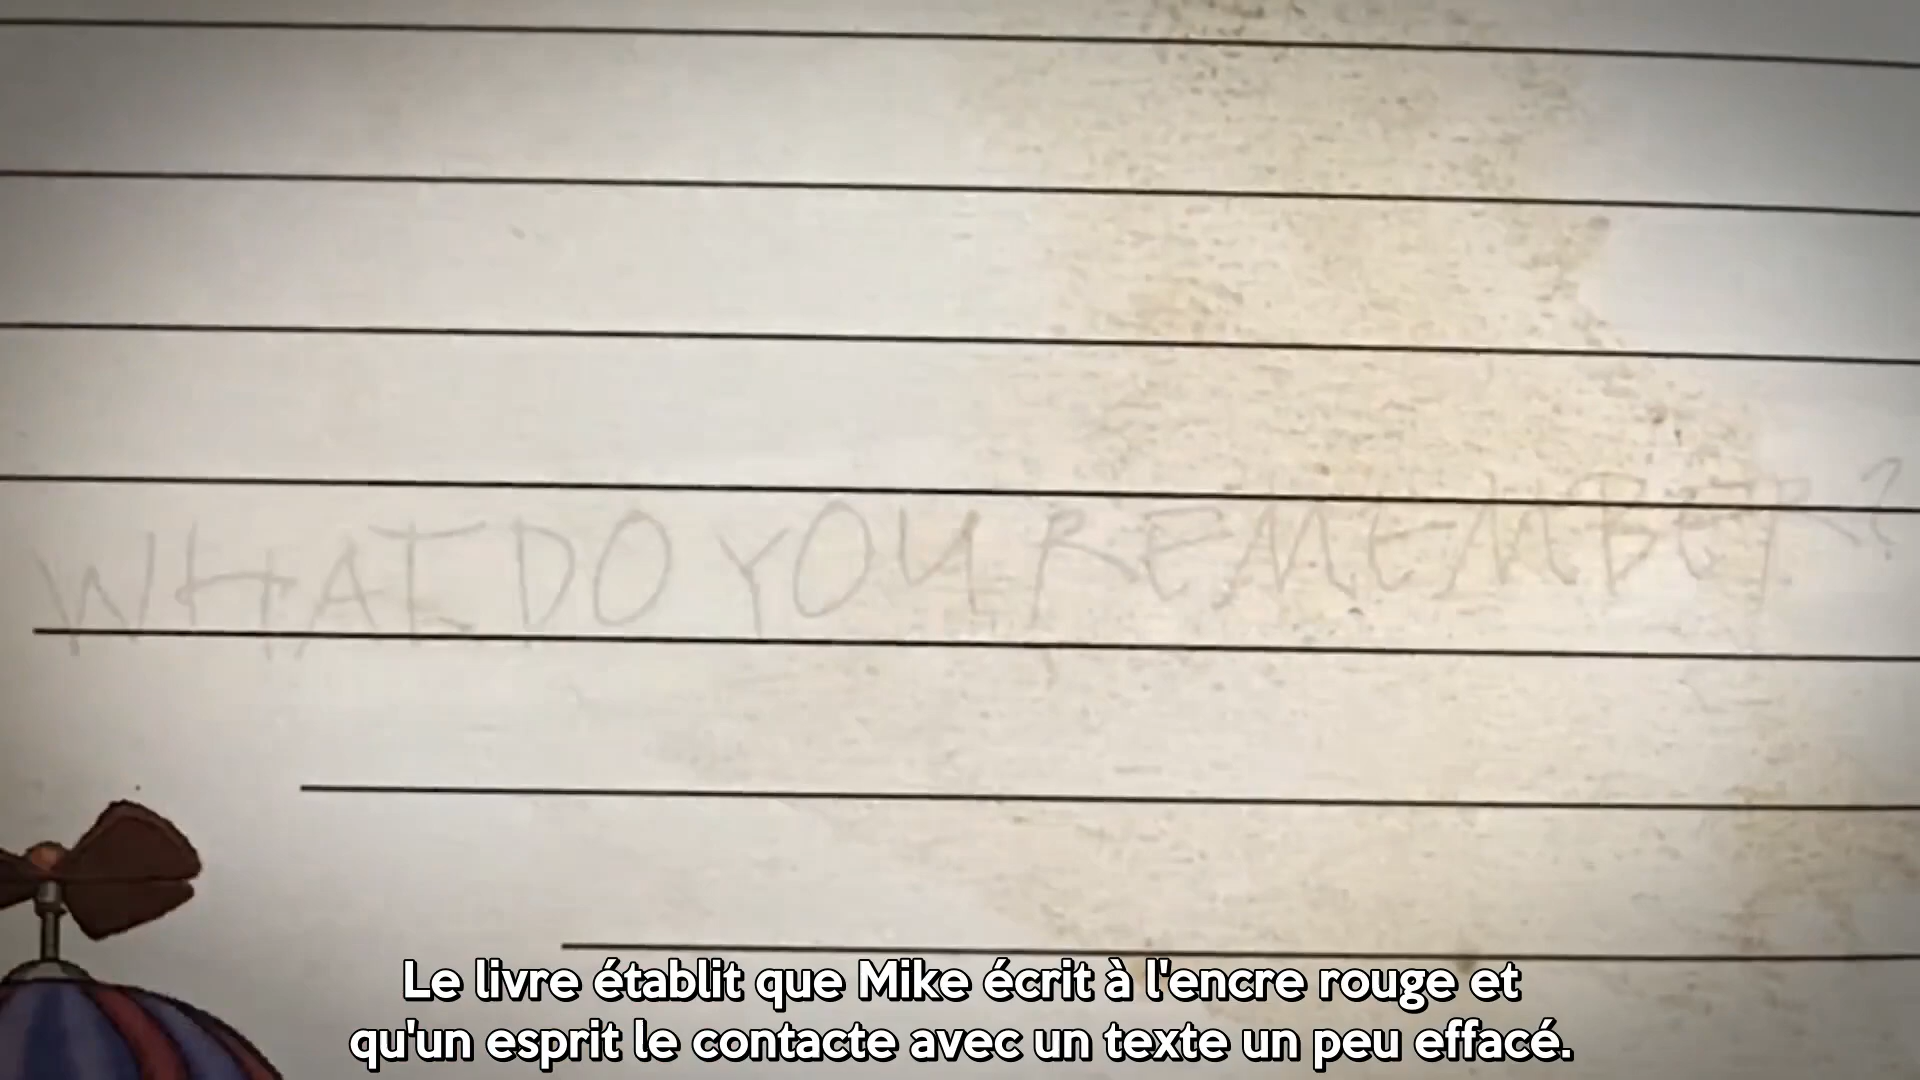 WHAT DO YOU REMEMBER?
Le livre établit que Mike écrit à l'encre rouge et
qu'un esprit le contacte avec un texte un peu effacé.